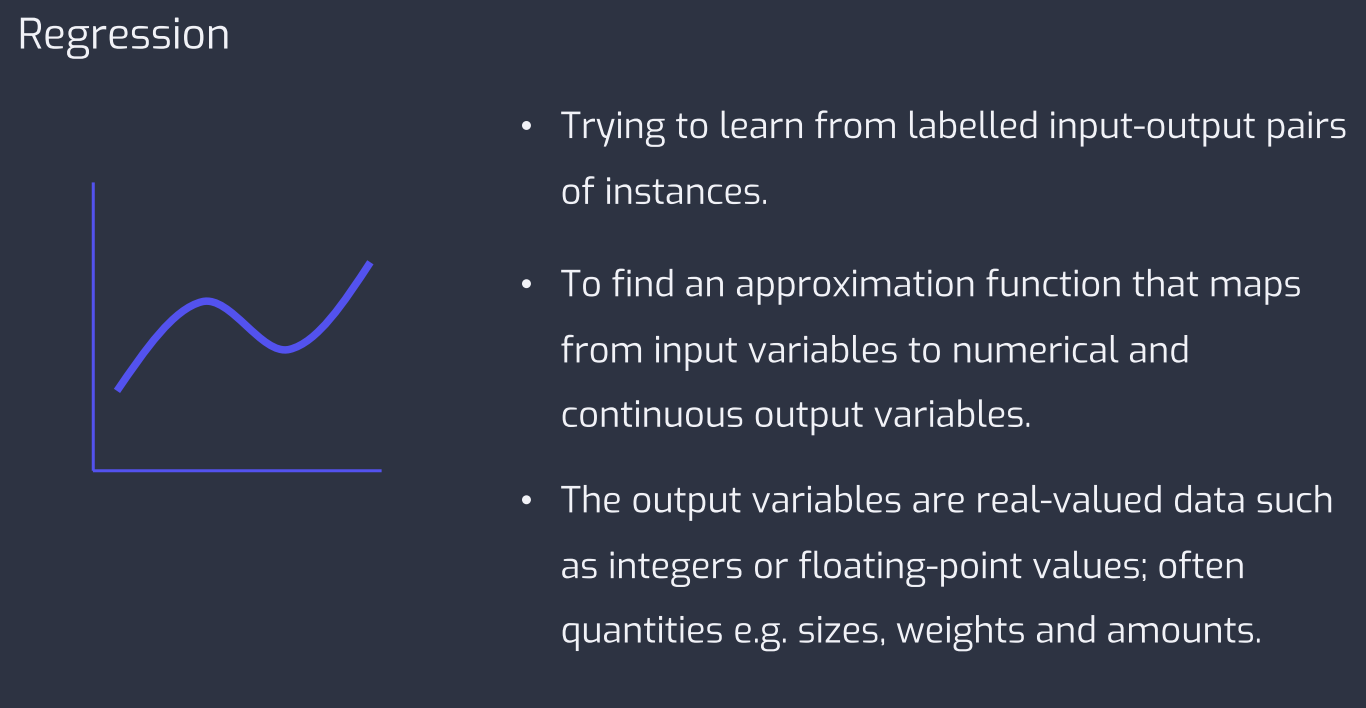 Regression
• Trying to learn from labelled input-output pairs
of instances.
• To find an approximation function that maps
from input variables to numerical and
continuous output variables.
• The output variables are real-valued data such
as integers or floating-point values; often
quantities e.g. sizes, weights and amounts.